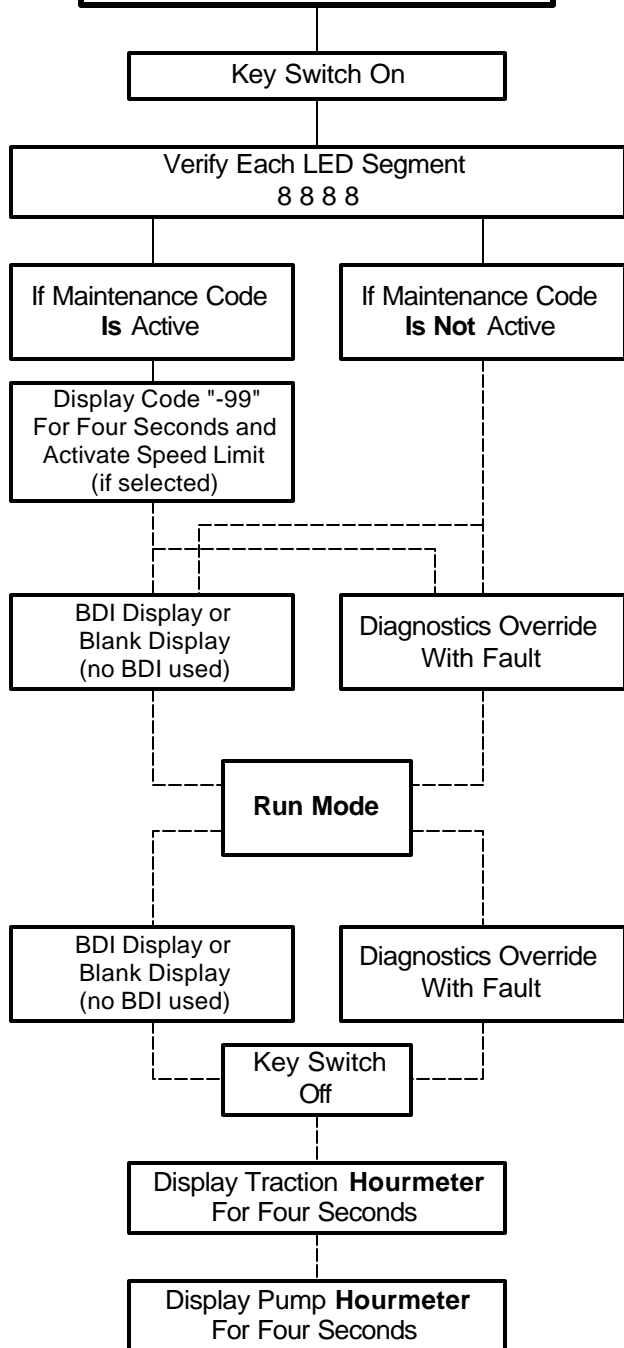 Key Switch On
Verify Each LED Segment
8 8 8 8
If Maintenance Code
Is Active
If Maintenance Code
Is Not Active
Display Code "-99"
For Four Seconds and
Activate Speed Limit
(if selected)
BDI Display or
Blank Display
(no BDI used)
Diagnostics Override
With Fault
Run Mode
BDI Display or
Blank Display
(no BDI used)
Diagnostics Override
With Fault
Key Switch
Off
Display Traction Hourmeter
For Four Seconds
Display Pump Hourmeter
For Four Seconds